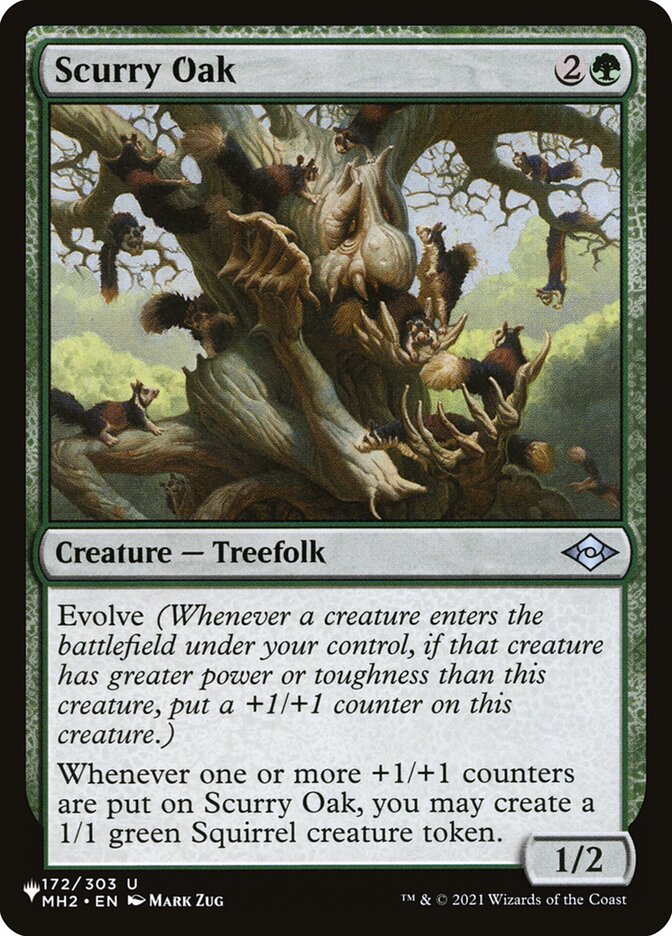 Scurry Oak
2
Creature — Treefolk
Evolve (Whenever a creature enters the
battlefield under your control, if that creature
has greater power or toughness than this
creature, put a +1/+1 counter on this
creature.)
Whenever one or more +1/+1 counters
are put on Scurry Oak, you may create a
1/1 green Squirrel creature token.
1/2
172/303 U
MH2 • EN Mark Zug
™ & © 2021 Wizards of the Coast